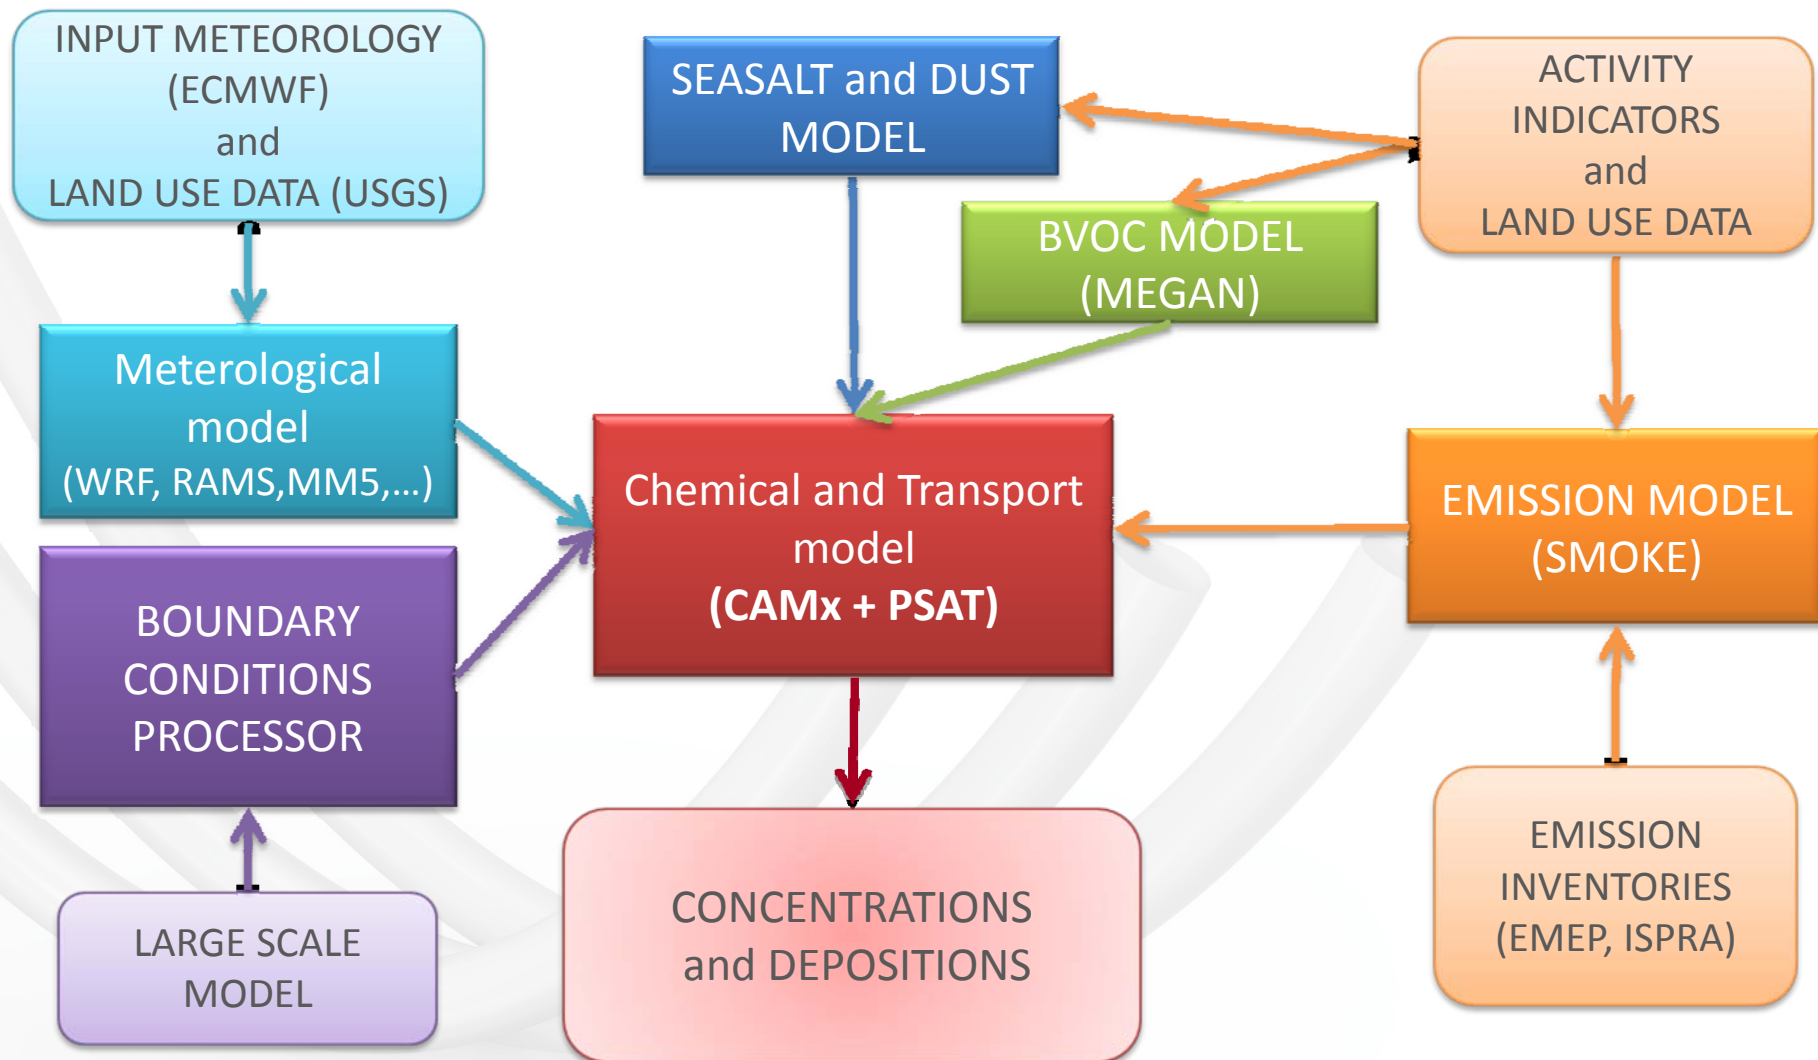 INPUT METEOROLOGY
(ECMWF)
and
LAND USE DATA (USGS)
SEASALT and DUST
MODEL
ACTIVITY
INDICATORS
and
LAND USE DATA
BVOC MODEL
(MEGAN)
Meterological
model
(WRF, RAMS,MM5,...)
Chemical and Transport
model
(CAMx + PSAT)
EMISSION MODEL
(SMOKE)
BOUNDARY
CONDITIONS
PROCESSOR
LARGE SCALE
MODEL
CONCENTRATIONS
and DEPOSITIONS
EMISSION
INVENTORIES
(EMEP, ISPRA)